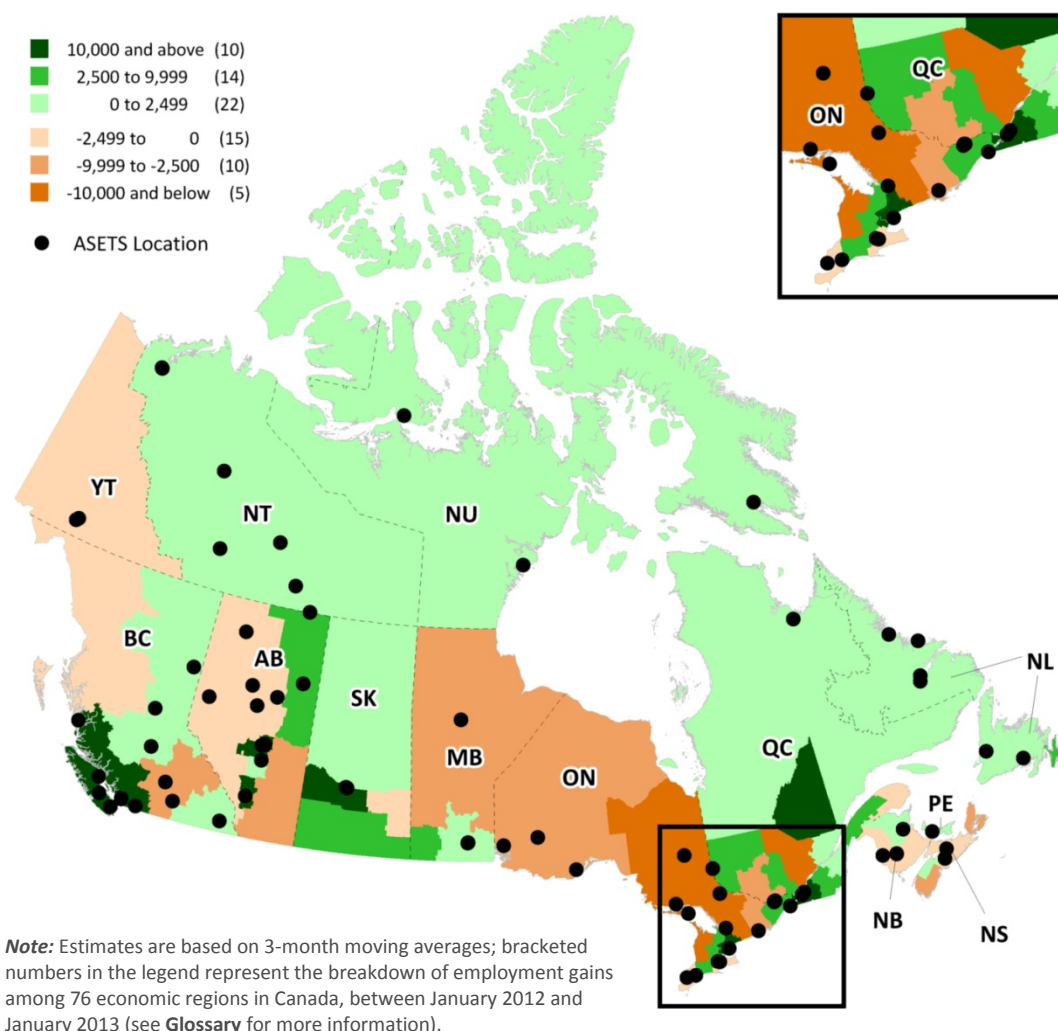 10,000 and above (10)
2,500 to 9,999 (14)
0 to 2,499 (22)
-2,499 to 0 (15)
-9,999 to -2,500 (10)
-10,000 and below (5)
ASETS Location
QC
ON
YT
NT
NU
BC
AB
SK
MB
ON
QC
NL
PE
NB
NS
Note: Estimates are based on 3-month moving averages; bracketed
numbers in the legend represent the breakdown of employment gains
among 76 economic regions in Canada, between January 2012 and
January 2013 (see Glossary for more information).